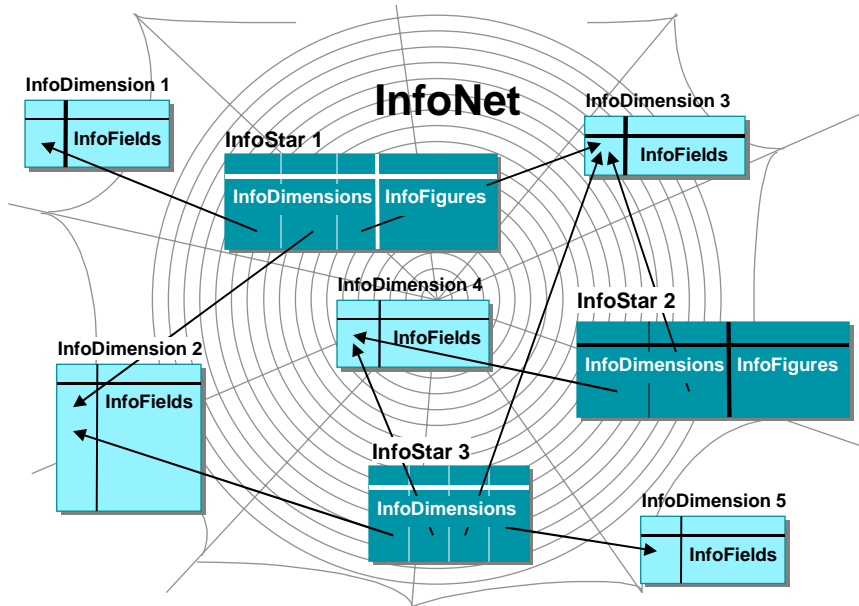 InfoDimension 1
InfoFields
InfoNet
InfoDimension 3
InfoFields
InfoStar 1
InfoDimensions InfoFigures
InfoDimension 4
InfoFields
InfoStar 2
InfoDimensions InfoFigures
InfoDimension 2
InfoFields
InfoStar 3
InfoDimensions
InfoDimension 5
InfoFields